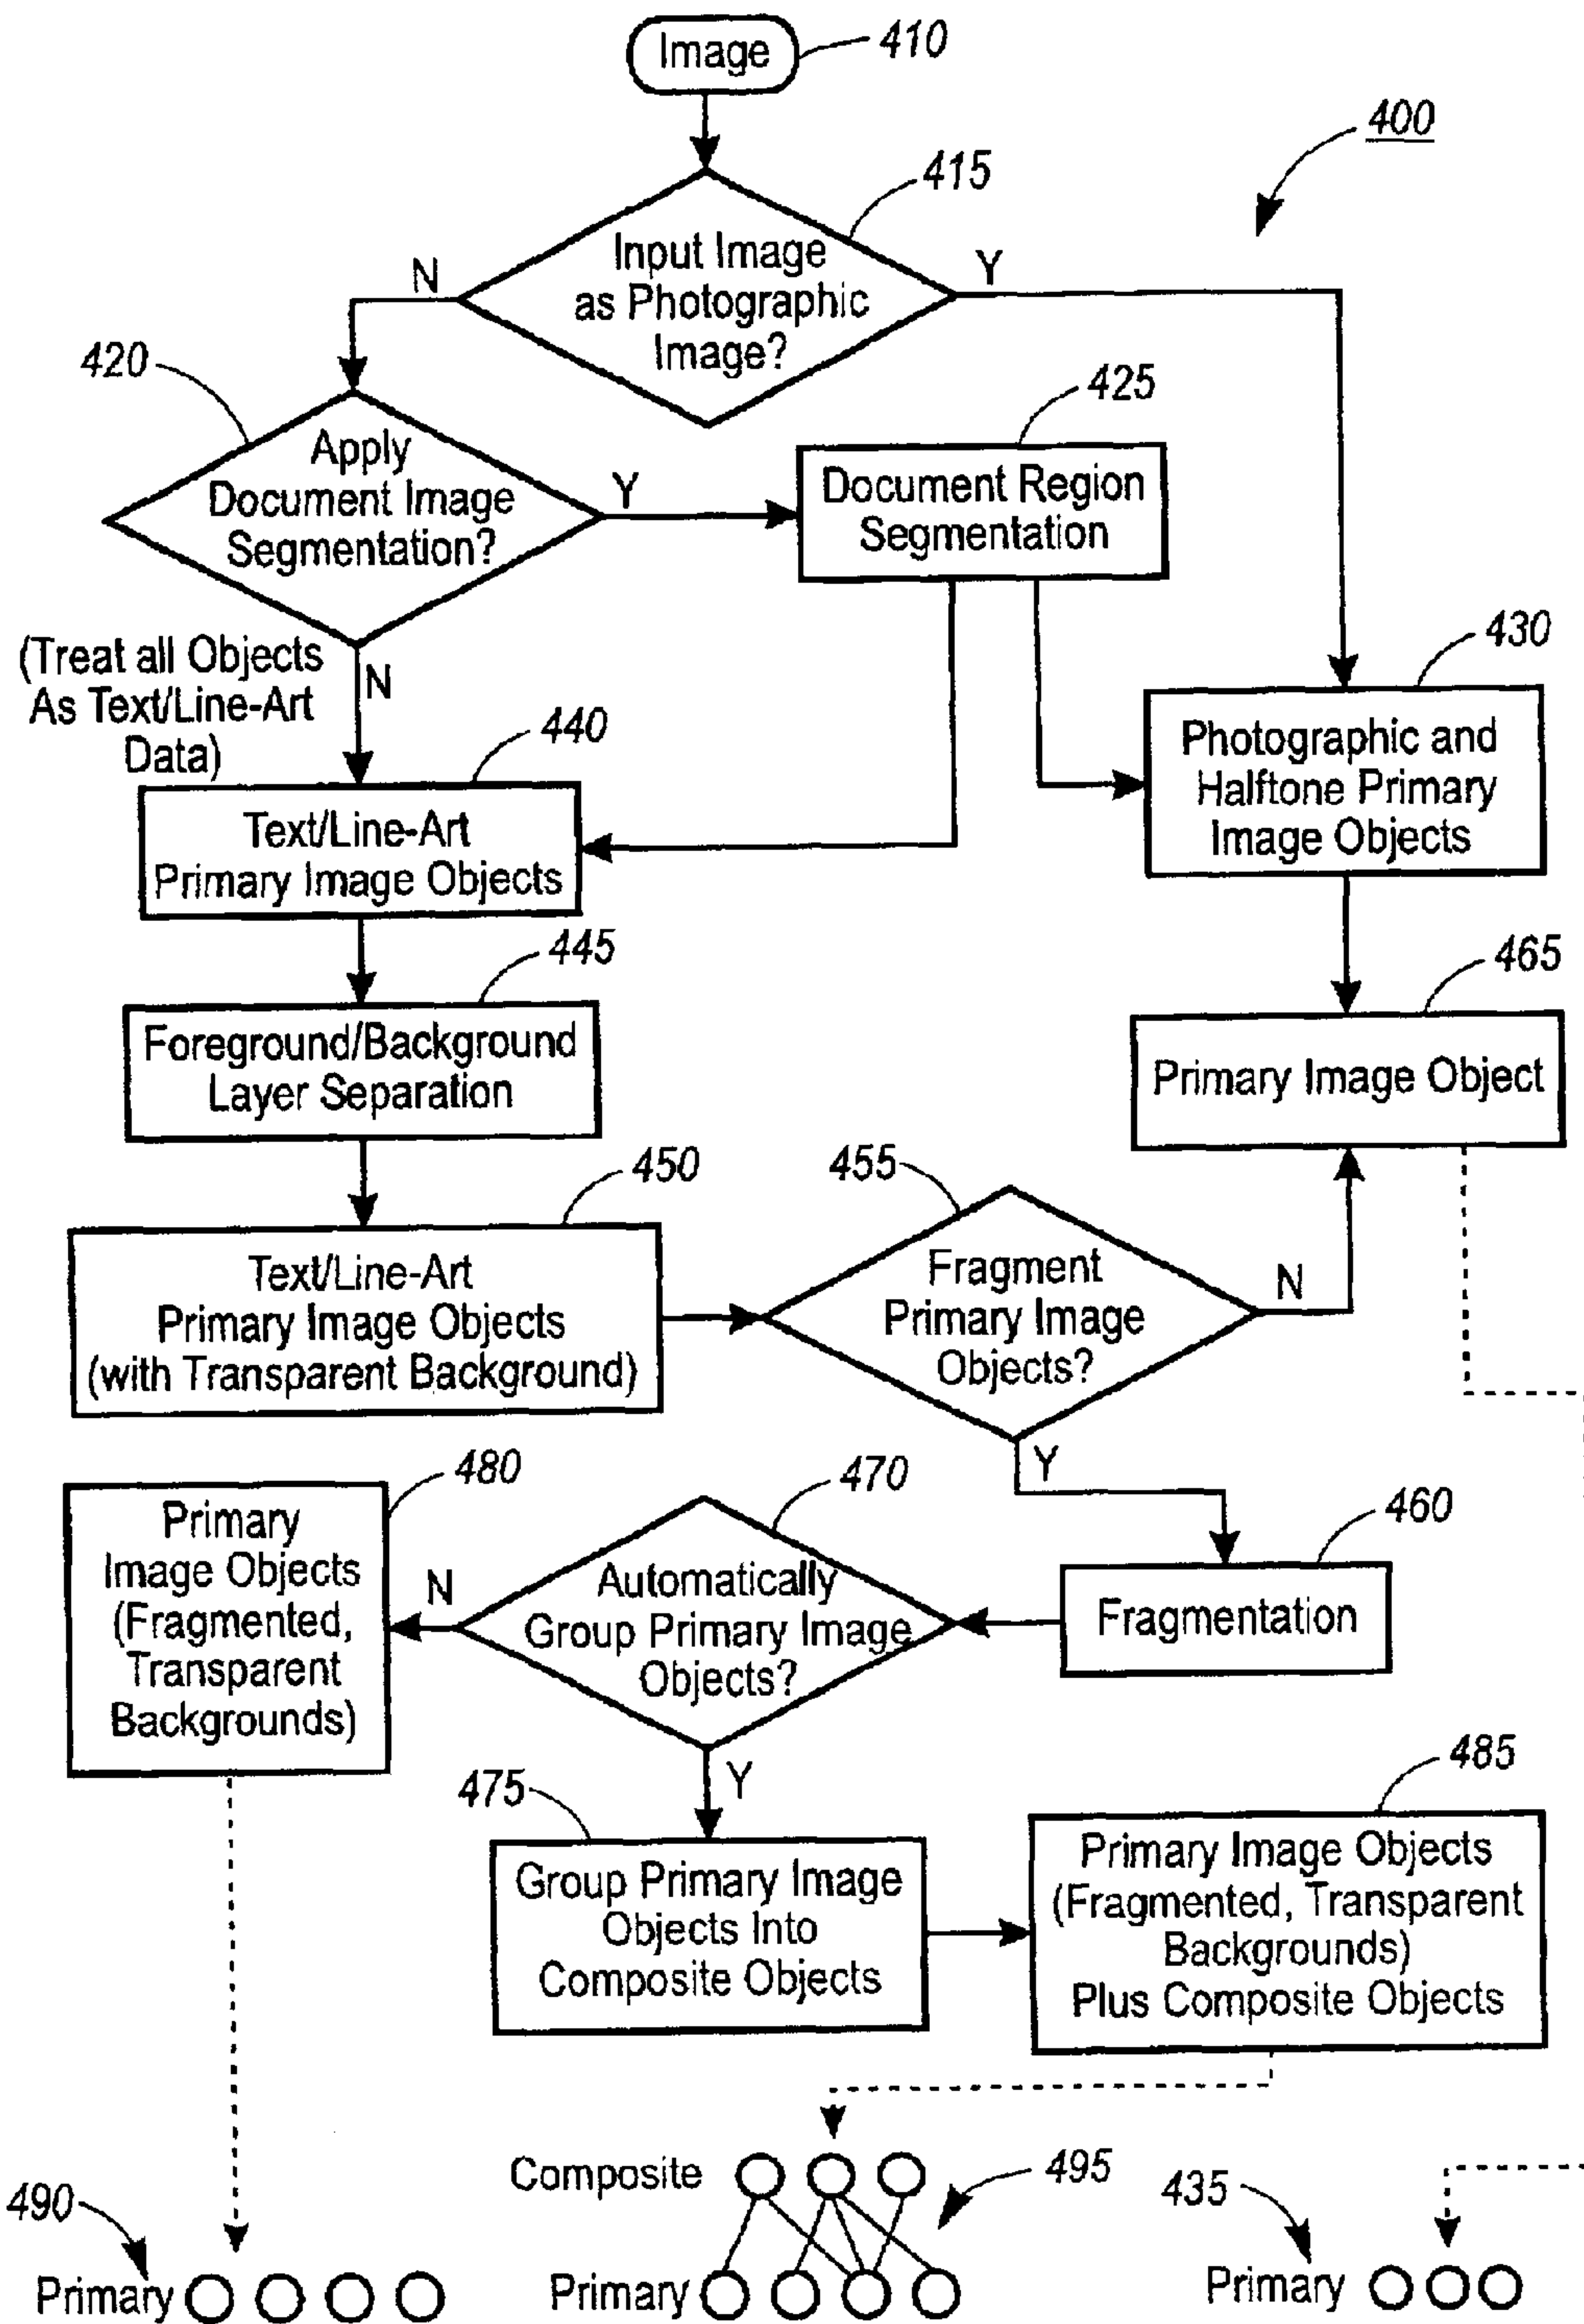 Image
410
400
415
Input Image
as Photographic
Image?
N
Y
420
Apply
Document Image
Segmentation?
Y
425
Document Region
Segmentation
(Treat all Objects
As Text/Line-Art
Data)
N
430
Photographic and
Halftone Primary
Image Objects
440
Text/Line-Art
Primary Image Objects
445
Foreground/Background
Layer Separation
465
Primary Image Object
450
Text/Line-Art
Primary Image Objects
(with Transparent Background)
455
Fragment
Primary Image
Objects?
N
Y
480
Primary
Image Objects
(Fragmented,
Transparent
Backgrounds)
470
Automatically
Group Primary Image
Objects?
N
Y
460
Fragmentation
475
Group Primary Image
Objects Into
Composite Objects
485
Primary Image Objects
(Fragmented, Transparent
Backgrounds)
Plus Composite Objects
490
Primary
Composite
495
Primary
435
Primary